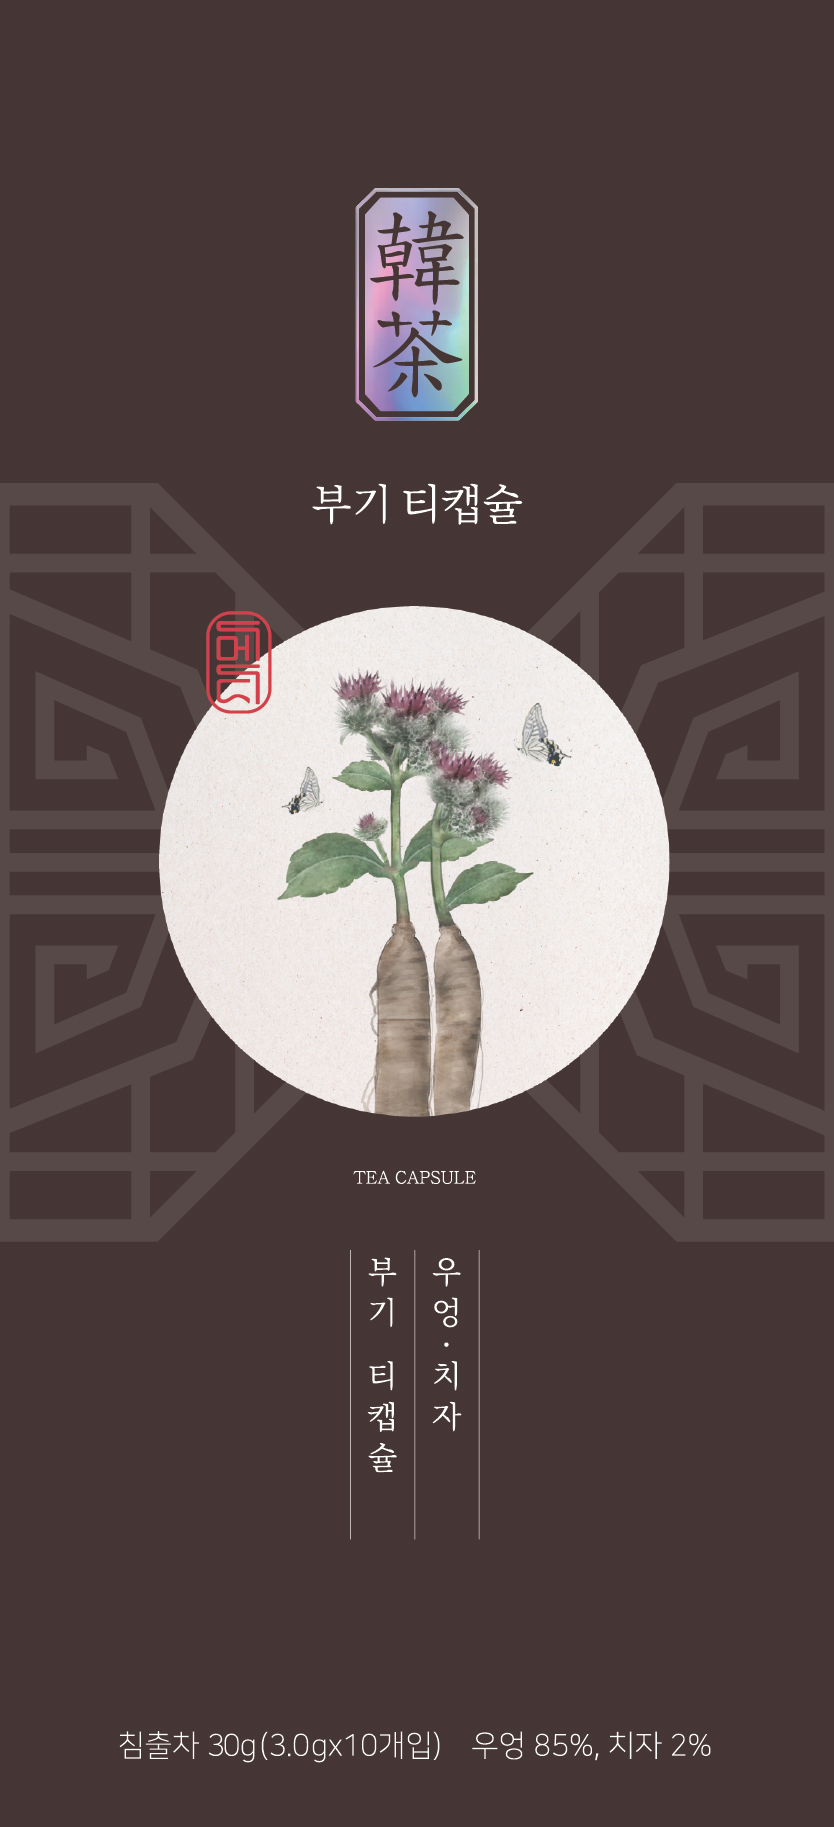 韓
茶
부기 티캡슐
TEA CAPSULE
우엉·치자
부기 티캡슐
침출차 30g(3.0gx10개입) 우엉 85%, 치자 2%